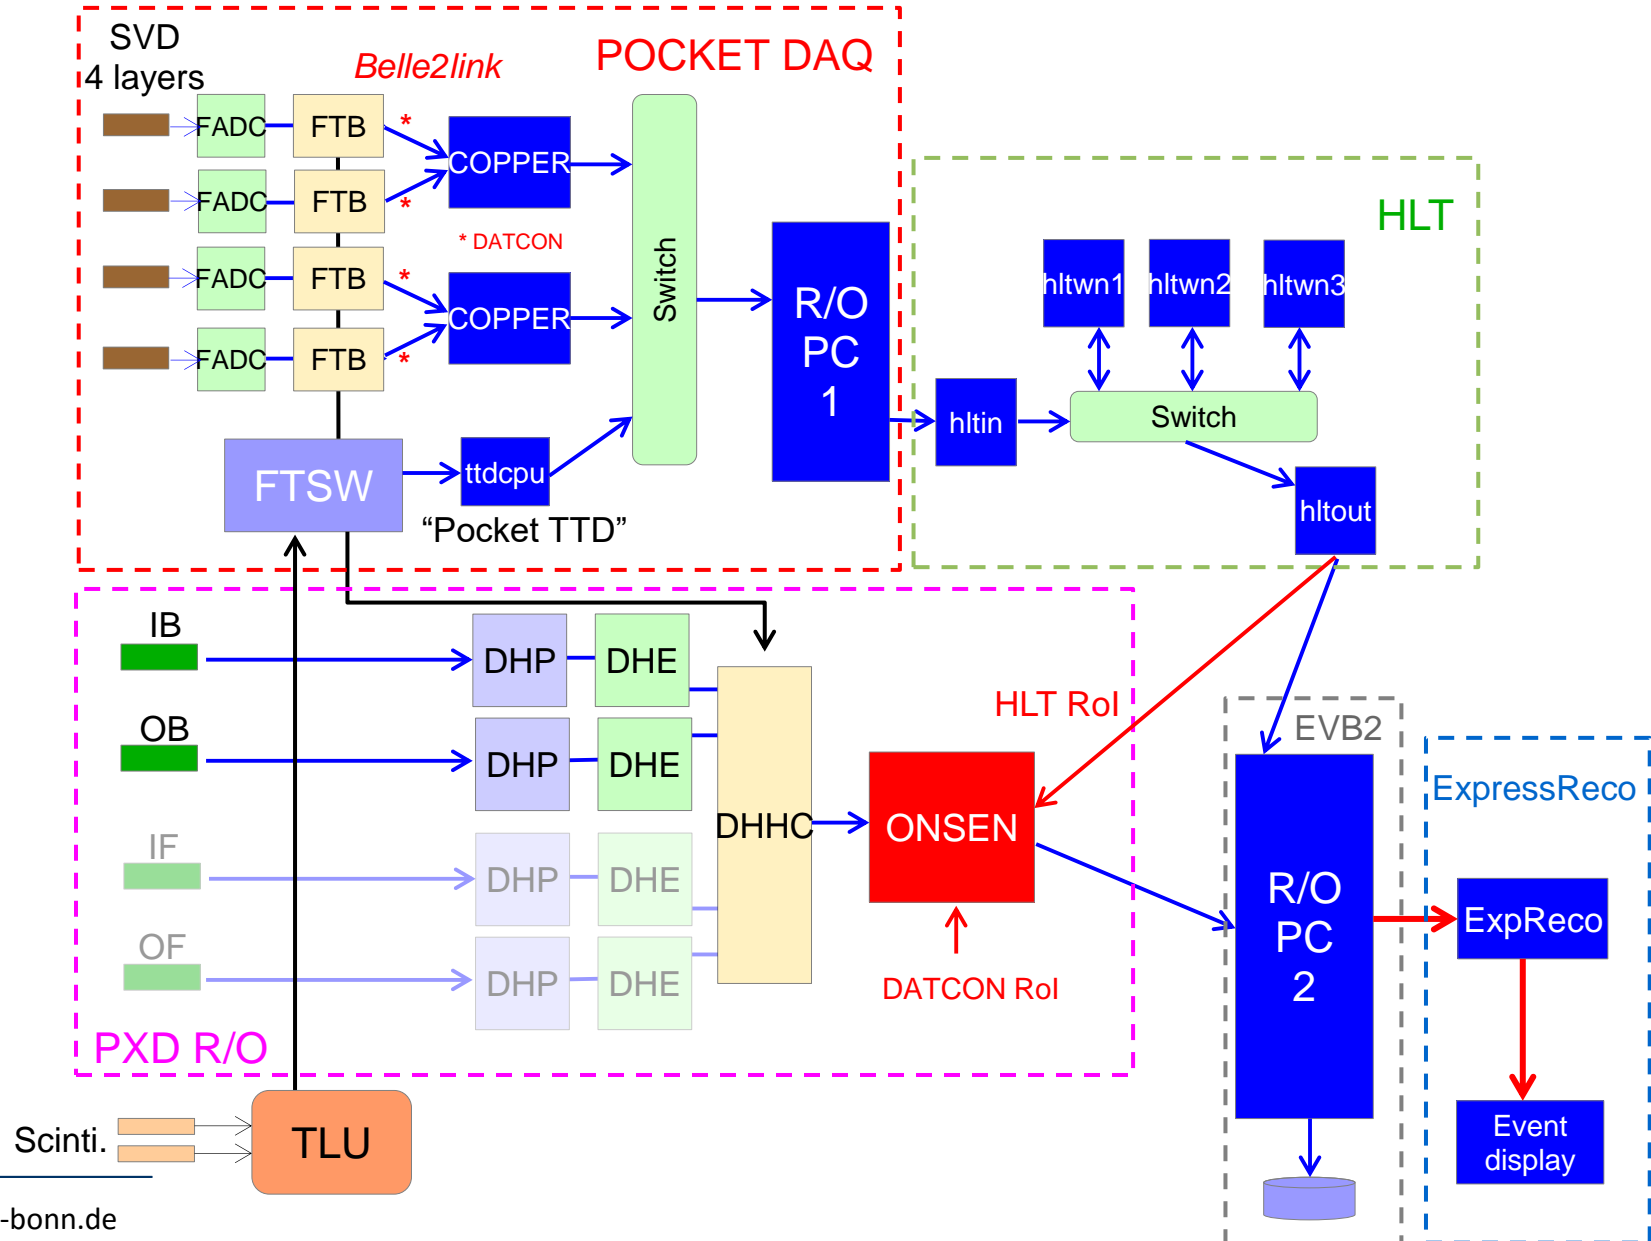 SVD
4 layers
Belle2link
POCKET DAQ
FADC
FTB
*
COPPER
FADC
FTB
*
* DATCON
FADC
FTB
*
COPPER
FADC
FTB
*
Switch
R/O
PC
1
FTSW
ttdcpu
“Pocket TTD”
HLT
hltwn1
hltwn2
hltwn3
hltin
Switch
hltout
IB
DHP
DHE
OB
DHP
DHE
IF
DHP
DHE
OF
DHP
DHE
DHHC
HLT RoI
ONSEN
DATCON RoI
PXD R/O
EVB2
R/O
PC
2
ExpressReco
ExpReco
Event
display
Scinti.
TLU
-bonn.de